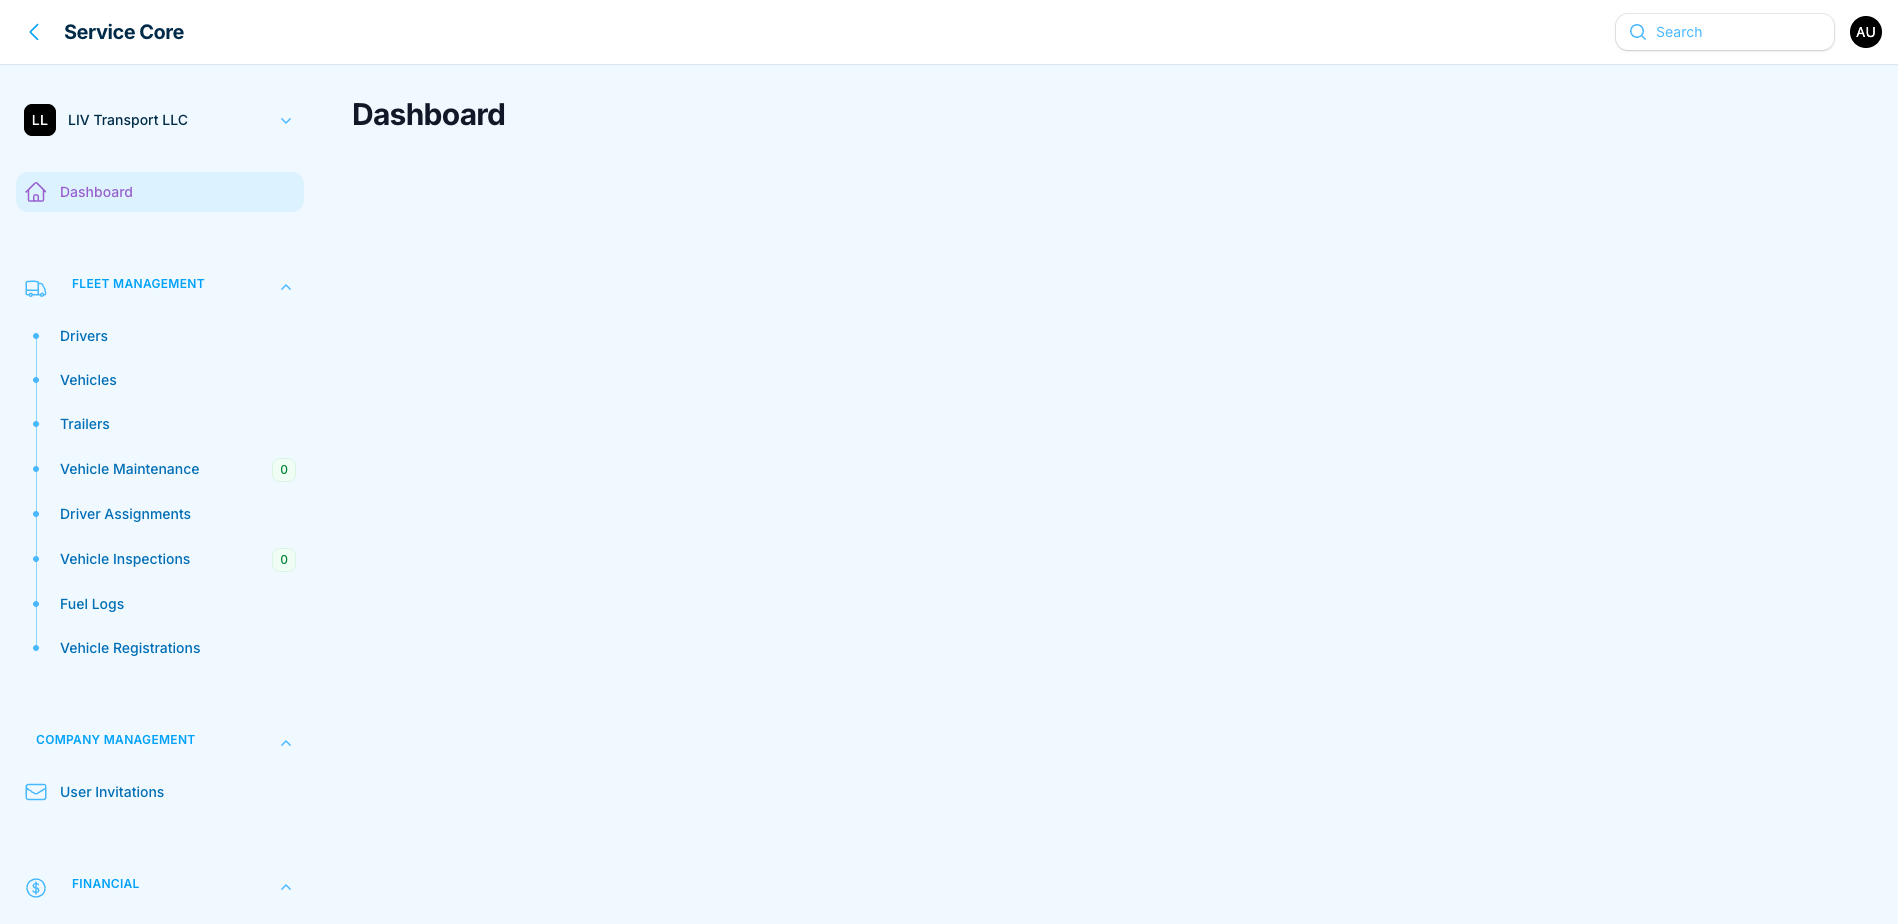 Service Core
Search
AU
LL
LIV Transport LLC
Dashboard
Dashboard
FLEET MANAGEMENT
Drivers
Vehicles
Trailers
Vehicle Maintenance 0
Driver Assignments
Vehicle Inspections 0
Fuel Logs
Vehicle Registrations
COMPANY MANAGEMENT
User Invitations
FINANCIAL